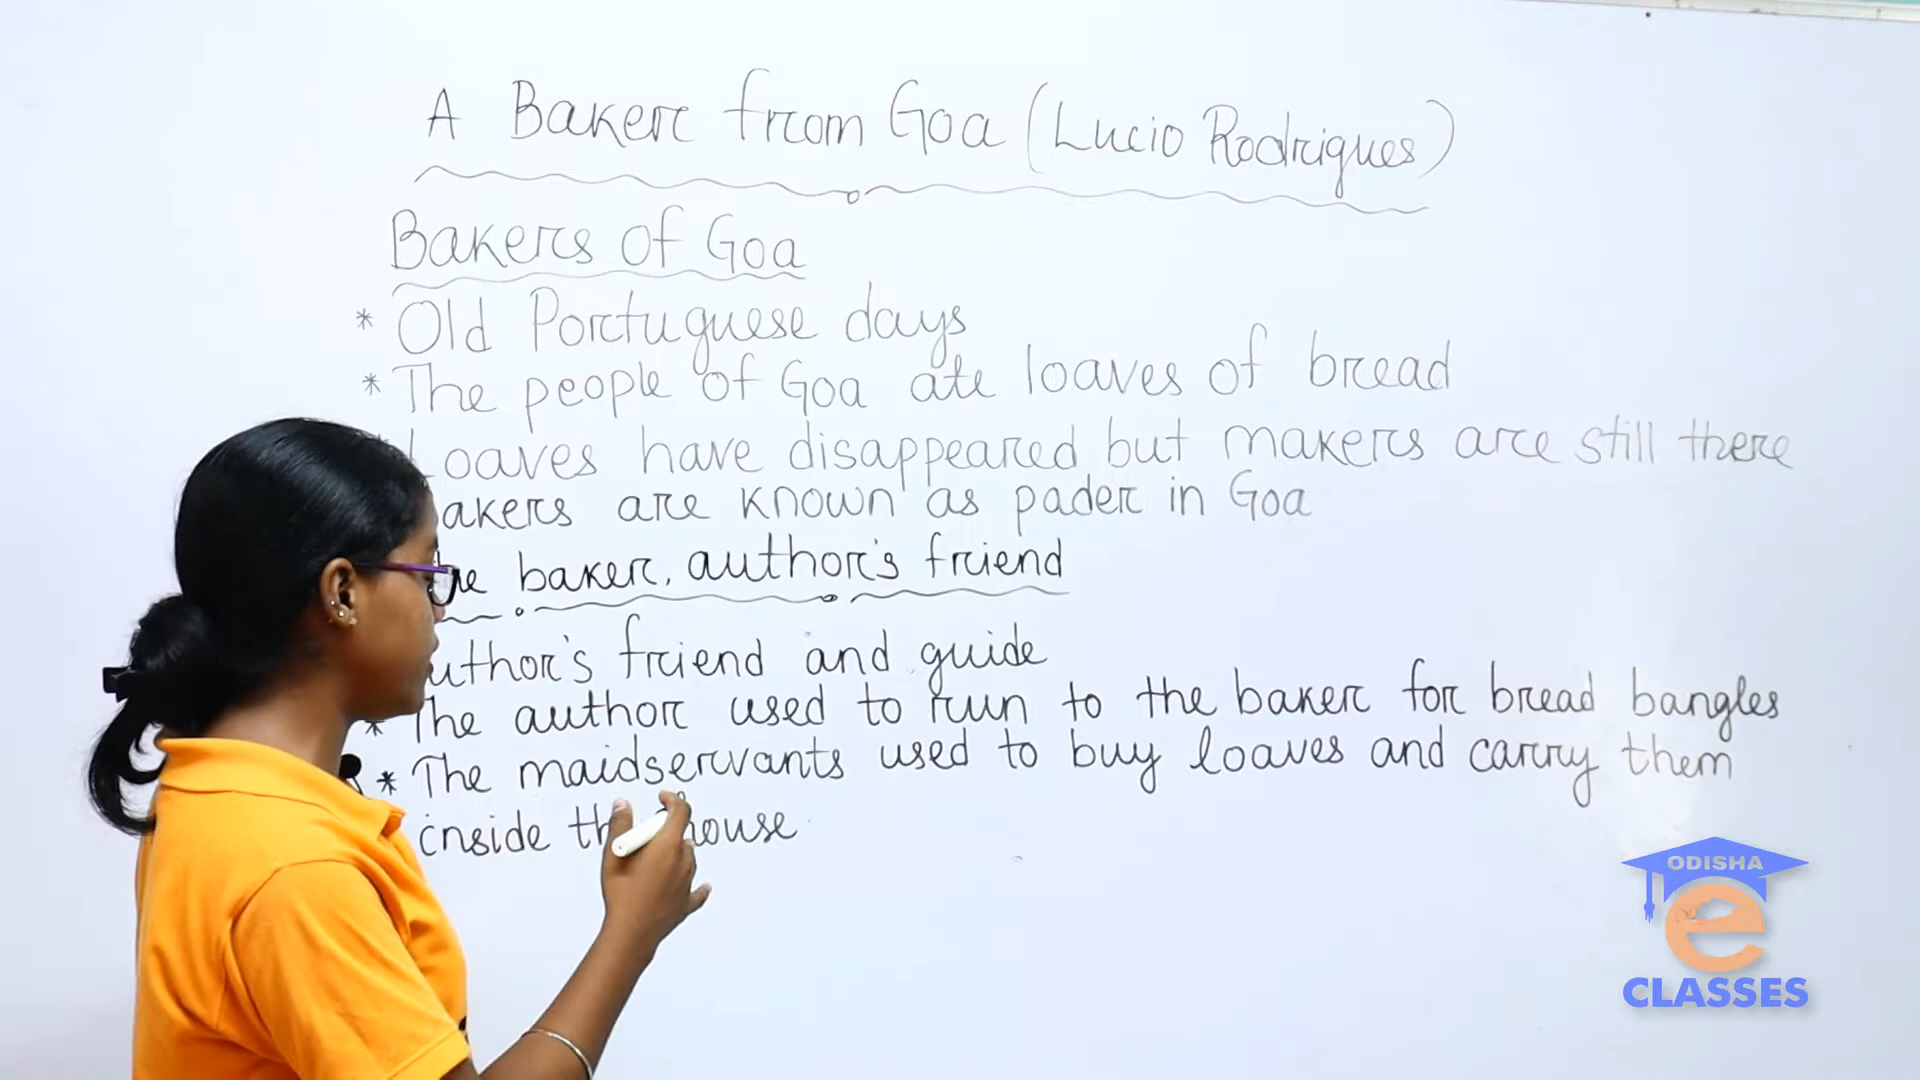 A Baker from Goa (Lucio Rodrigues)
Bakers of Goa
* Old Portuguese days
* The people of Goa ate loaves of bread
Loaves have disappeared but makers are still there
akers are known as pader in Goa
baker, author's friend
uthor's friend and guide
* The author used to run to the baker for bread bangles
* The maidservants used to buy loaves and carry them
inside house
ODISHA
e
CLASSES